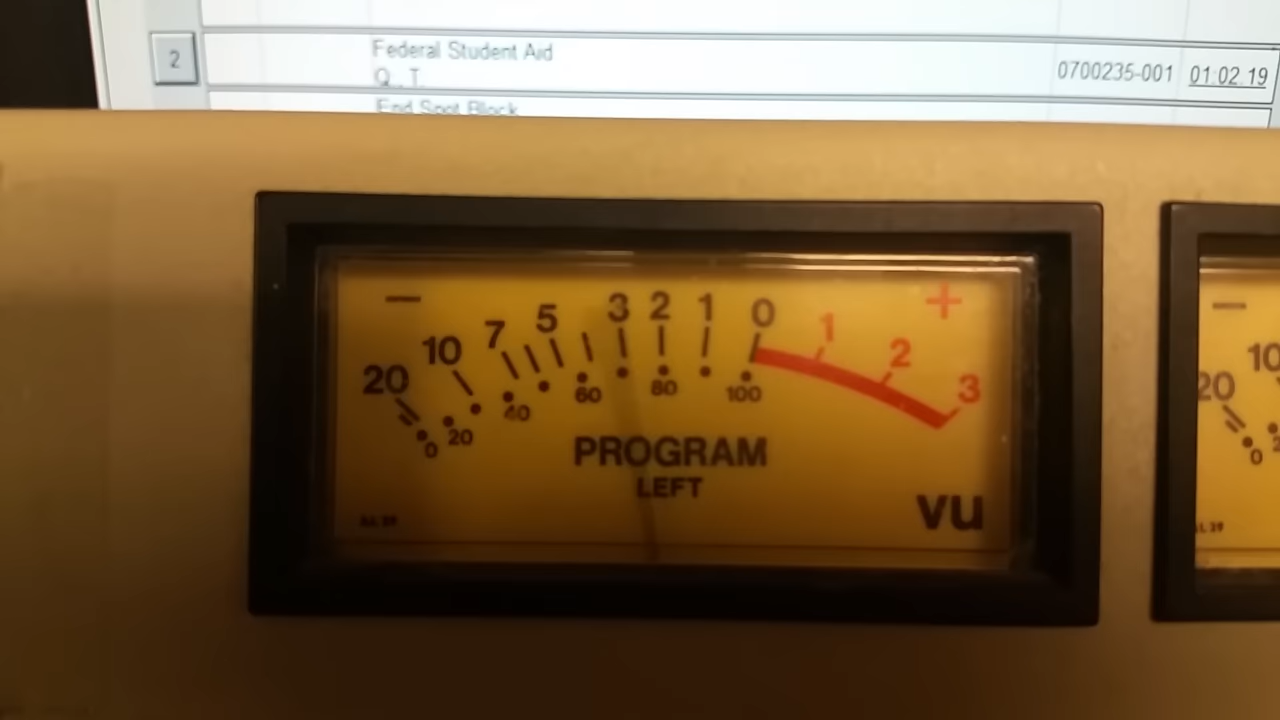 2
Federal Student Aid
0700235-001 01:02.19
Q., T.
End Spot Block
− +
20 10 7 5 3 2 1 0 1 2 3
0 20 40 60 80 100
PROGRAM
LEFT
VU
−
20 10
0